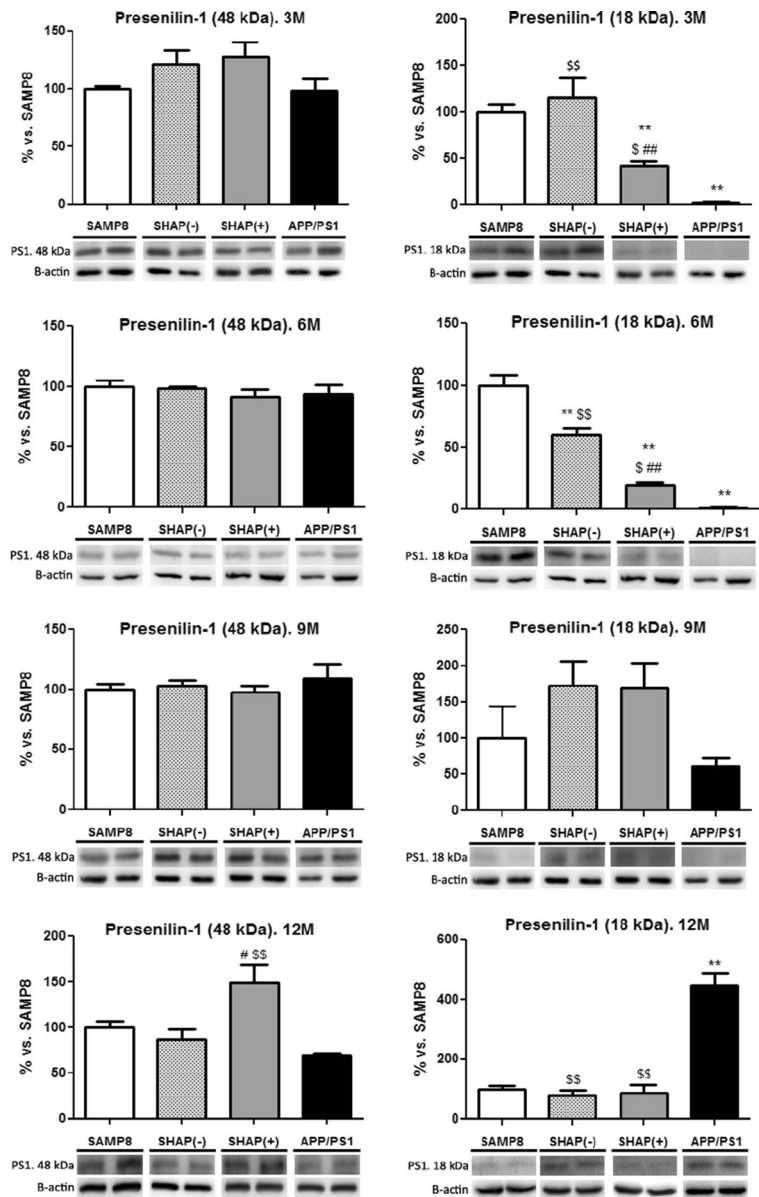 Presenilin-1 (48 kDa). 3M
% vs. SAMP8
150
100
50
0
SAMP8 SHAP(-) SHAP(+) APP/PS1
PS1. 48 kDa
B-actin
Presenilin-1 (18 kDa). 3M
% vs. SAMP8
200
150
100
50
0
$$
**
$ ##
**
SAMP8 SHAP(-) SHAP(+) APP/PS1
PS1. 18 kDa
B-actin
Presenilin-1 (48 kDa). 6M
% vs. SAMP8
150
100
50
0
SAMP8 SHAP(-) SHAP(+) APP/PS1
PS1. 48 kDa
B-actin
Presenilin-1 (18 kDa). 6M
% vs. SAMP8
150
100
50
0
** $$
**
$ ##
**
SAMP8 SHAP(-) SHAP(+) APP/PS1
PS1. 18 kDa
B-actin
Presenilin-1 (48 kDa). 9M
% vs. SAMP8
150
100
50
0
SAMP8 SHAP(-) SHAP(+) APP/PS1
PS1. 48 kDa
B-actin
Presenilin-1 (18 kDa). 9M
% vs. SAMP8
250
200
150
100
50
0
SAMP8 SHAP(-) SHAP(+) APP/PS1
PS1. 18 kDa
B-actin
Presenilin-1 (48 kDa). 12M
% vs. SAMP8
200
150
100
50
0
# $$
SAMP8 SHAP(-) SHAP(+) APP/PS1
PS1. 48 kDa
B-actin
Presenilin-1 (18 kDa). 12M
% vs. SAMP8
600
400
200
0
$$
$$
**
SAMP8 SHAP(-) SHAP(+) APP/PS1
PS1. 18 kDa
B-actin